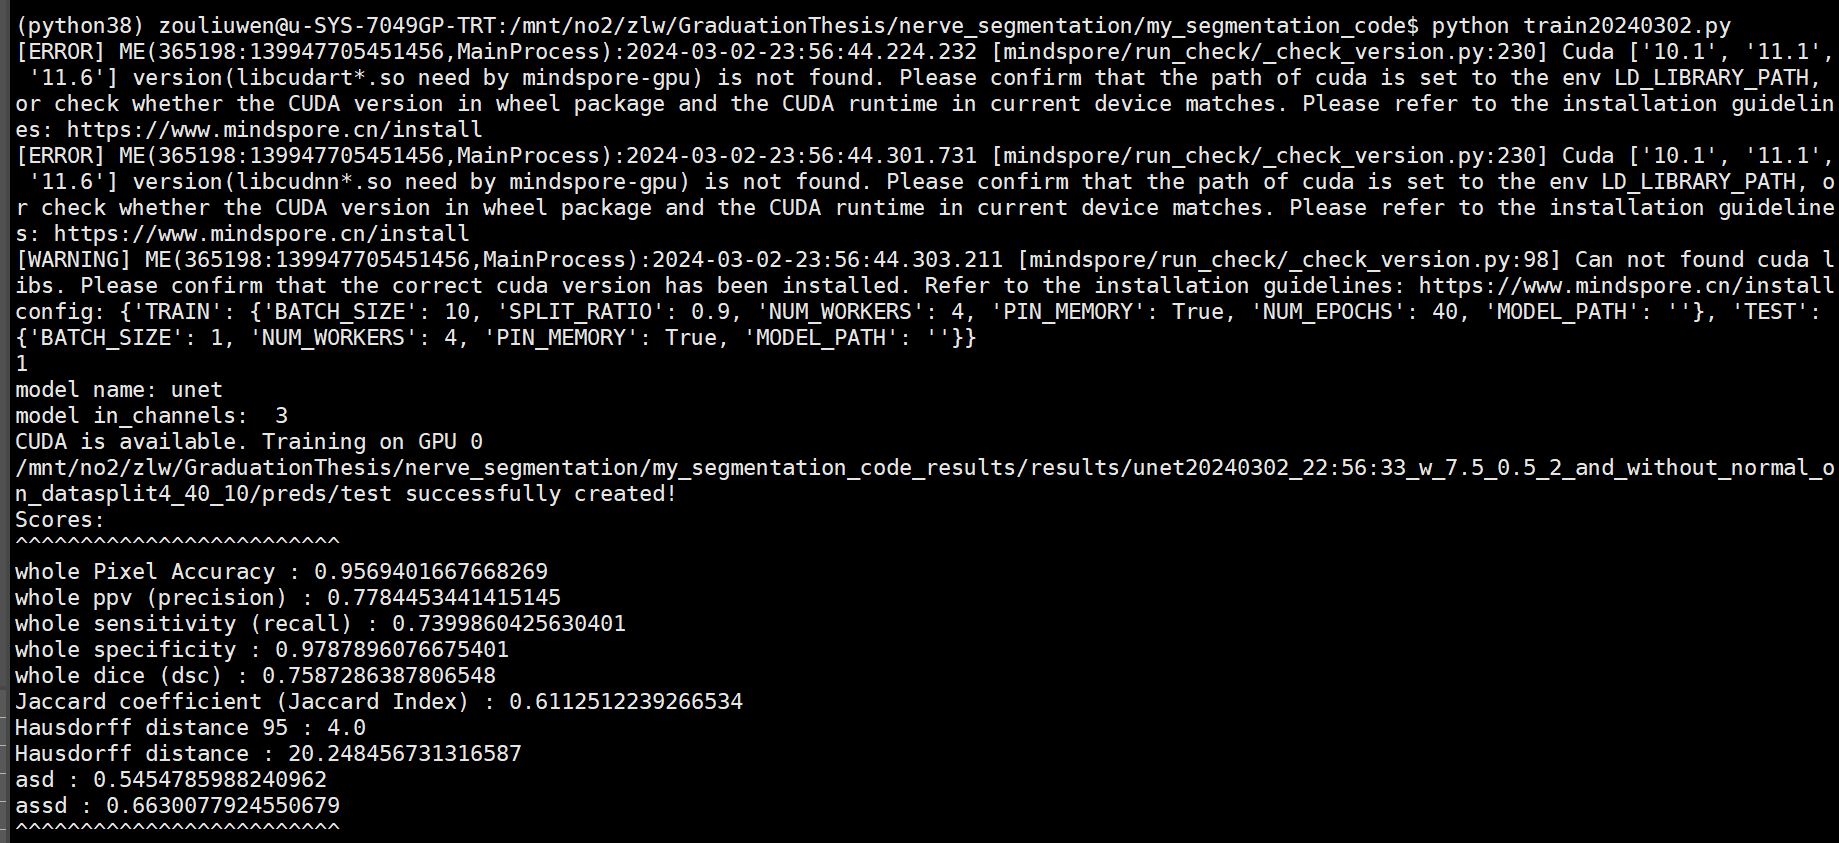 (python38) zouliuwen@u-SYS-7049GP-TRT:/mnt/no2/zlw/GraduationThesis/nerve_segmentation/my_segmentation_code$ python train20240302.py
[ERROR] ME(365198:139947705451456,MainProcess):2024-03-02-23:56:44.224.232 [mindspore/run_check/_check_version.py:230] Cuda ['10.1', '11.1',
 '11.6'] version(libcudart*.so need by mindspore-gpu) is not found. Please confirm that the path of cuda is set to the env LD_LIBRARY_PATH,
or check whether the CUDA version in wheel package and the CUDA runtime in current device matches. Please refer to the installation guidelin
es: https://www.mindspore.cn/install
[ERROR] ME(365198:139947705451456,MainProcess):2024-03-02-23:56:44.301.731 [mindspore/run_check/_check_version.py:230] Cuda ['10.1', '11.1',
 '11.6'] version(libcudnn*.so need by mindspore-gpu) is not found. Please confirm that the path of cuda is set to the env LD_LIBRARY_PATH, o
r check whether the CUDA version in wheel package and the CUDA runtime in current device matches. Please refer to the installation guideline
s: https://www.mindspore.cn/install
[WARNING] ME(365198:139947705451456,MainProcess):2024-03-02-23:56:44.303.211 [mindspore/run_check/_check_version.py:98] Can not found cuda l
ibs. Please confirm that the correct cuda version has been installed. Refer to the installation guidelines: https://www.mindspore.cn/install
config: {'TRAIN': {'BATCH_SIZE': 10, 'SPLIT_RATIO': 0.9, 'NUM_WORKERS': 4, 'PIN_MEMORY': True, 'NUM_EPOCHS': 40, 'MODEL_PATH': ''}, 'TEST':
{'BATCH_SIZE': 1, 'NUM_WORKERS': 4, 'PIN_MEMORY': True, 'MODEL_PATH': ''}}
1
model name: unet
model in_channels:  3
CUDA is available. Training on GPU 0
/mnt/no2/zlw/GraduationThesis/nerve_segmentation/my_segmentation_code_results/results/unet20240302_22:56:33_w_7.5_0.5_2_and_without_normal_o
n_datasplit4_40_10/preds/test successfully created!
Scores:
^^^^^^^^^^^^^^^^^^^^^^^^^
whole Pixel Accuracy : 0.9569401667668269
whole ppv (precision) : 0.7784453441415145
whole sensitivity (recall) : 0.7399860425630401
whole specificity : 0.9787896076675401
whole dice (dsc) : 0.7587286387806548
Jaccard coefficient (Jaccard Index) : 0.6112512239266534
Hausdorff distance 95 : 4.0
Hausdorff distance : 20.248456731316587
asd : 0.5454785988240962
assd : 0.6630077924550679
^^^^^^^^^^^^^^^^^^^^^^^^^